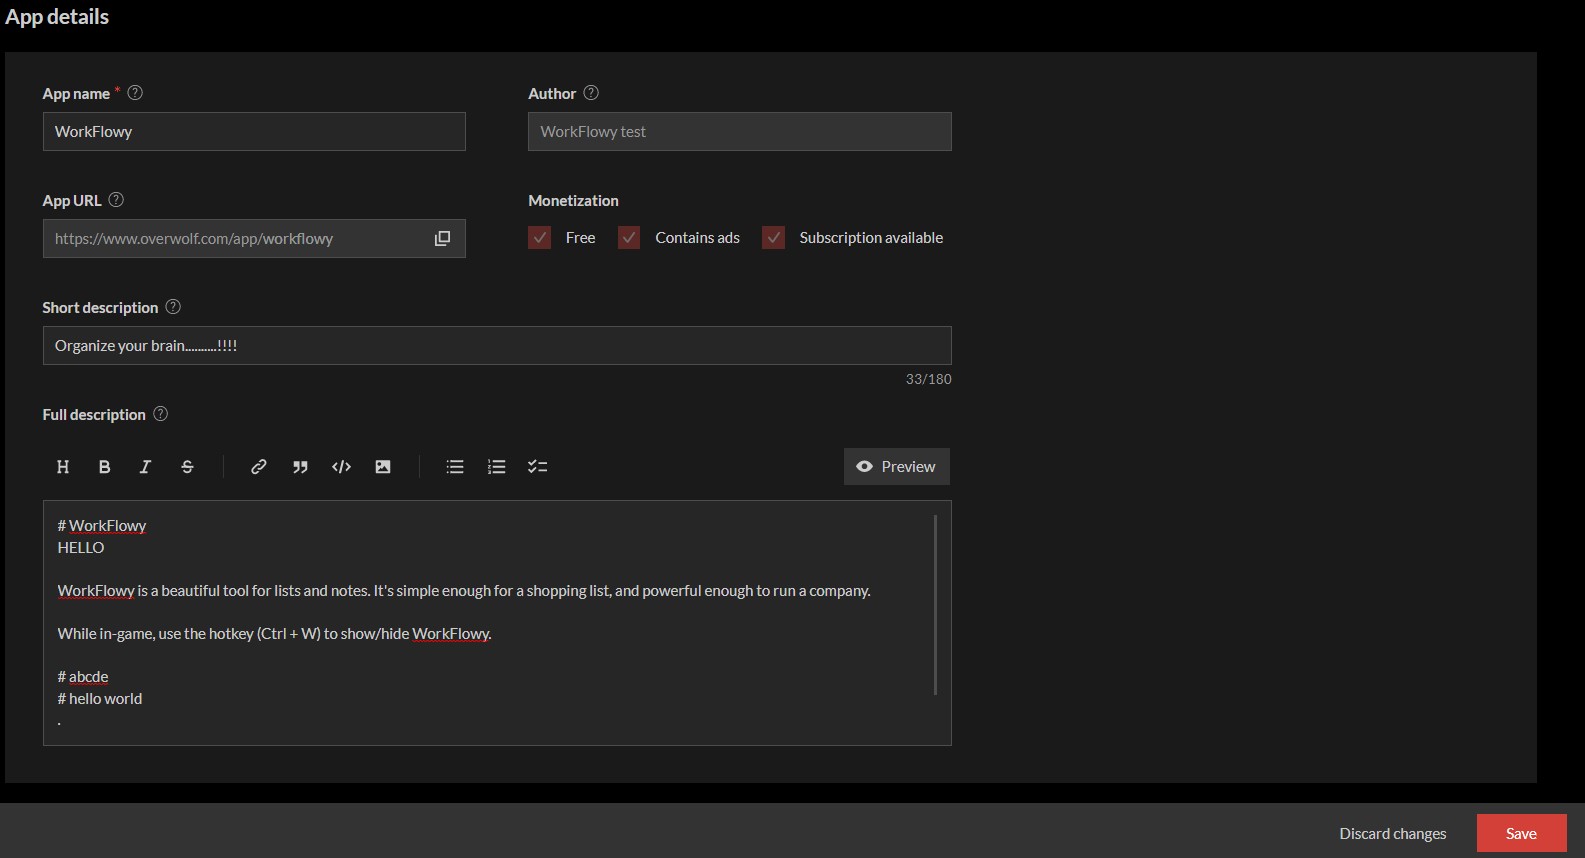 App details
App name * ?
Author ?
WorkFlowy
WorkFlowy test
App URL ?
Monetization
https://www.overwolf.com/app/workflowy
Free
Contains ads
Subscription available
Short description ?
Organize your brain..........!!!!
33/180
Full description ?
H B I S
Preview
# WorkFlowy
HELLO
WorkFlowy is a beautiful tool for lists and notes. It's simple enough for a shopping list, and powerful enough to run a company.
While in-game, use the hotkey (Ctrl + W) to show/hide WorkFlowy.
# abcde
# hello world
.
Discard changes
Save